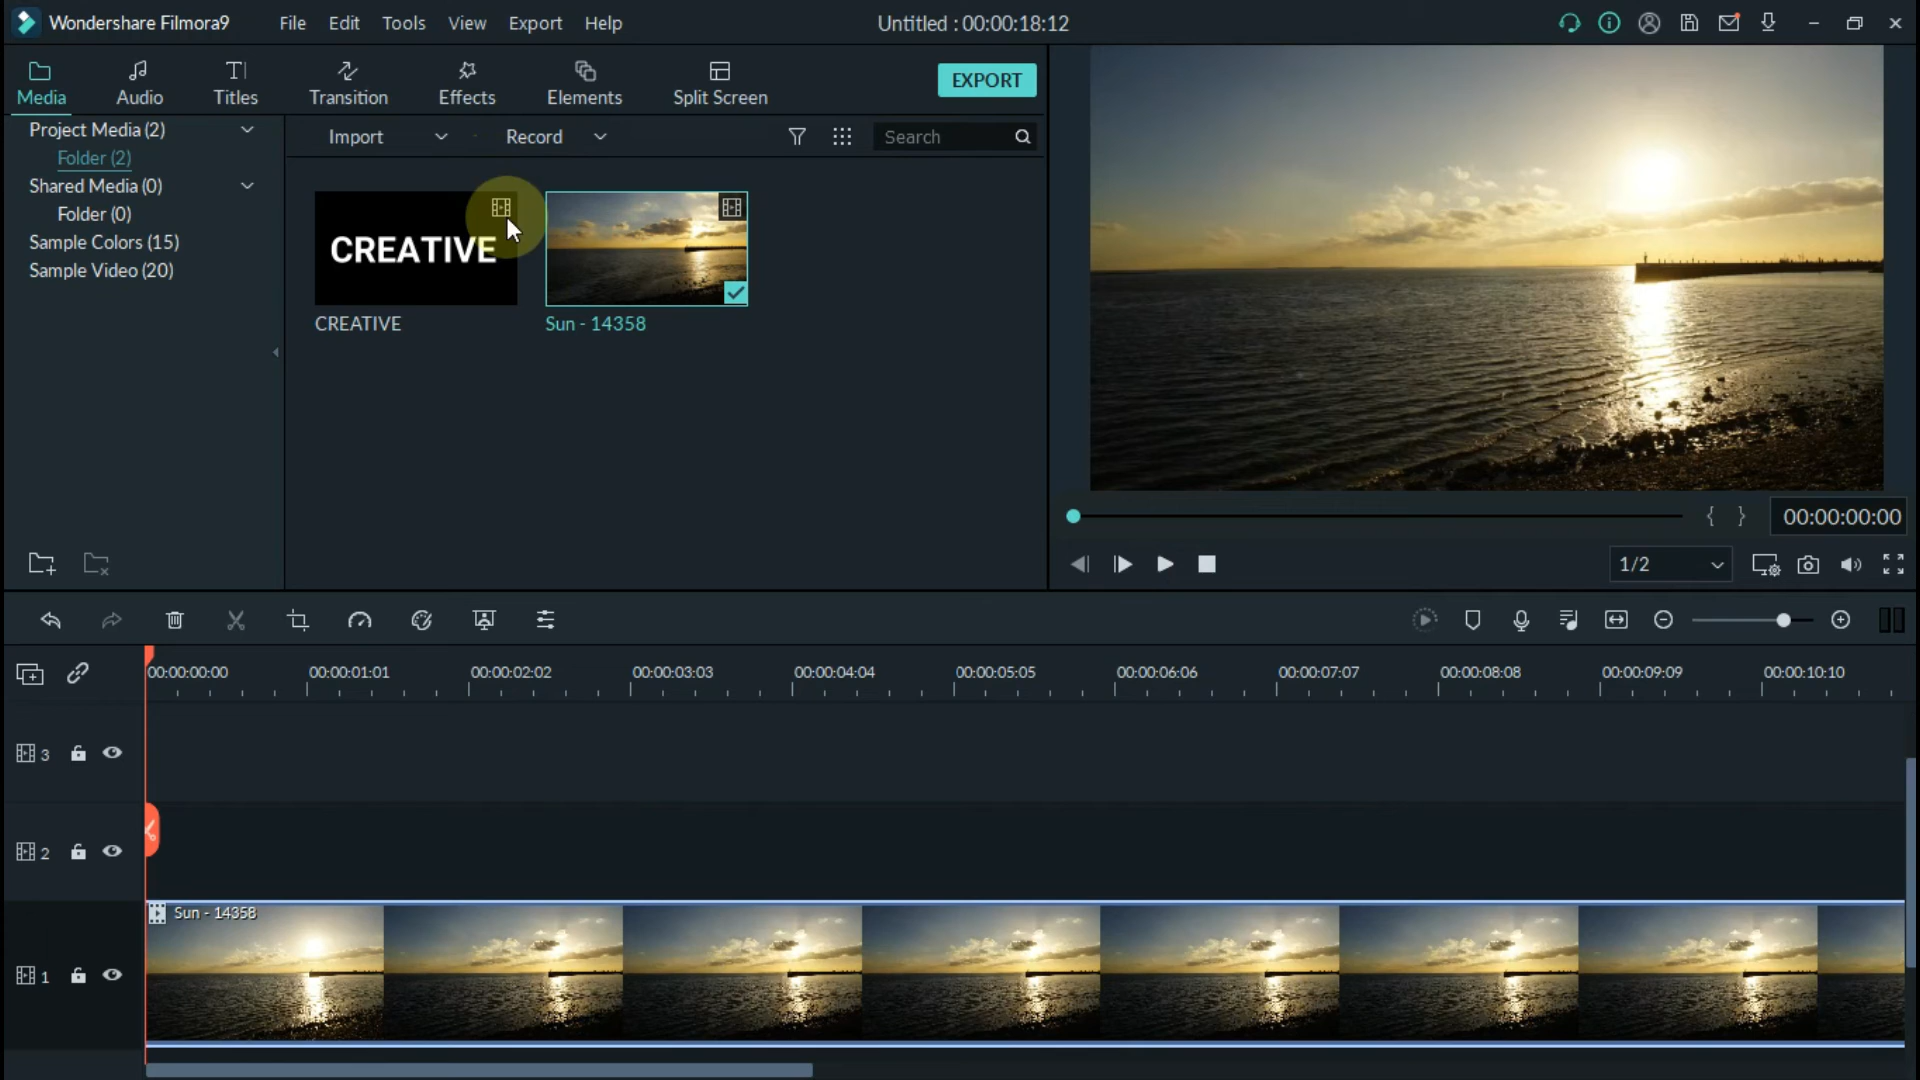 Wondershare Filmora9 File Edit Tools View Export Help Untitled : 00:00:18:12
Media Audio Titles Transition Effects Elements Split Screen EXPORT
Project Media (2)
Folder (2)
Shared Media (0)
Folder (0)
Sample Colors (15)
Sample Video (20)
Import Record Search
CREATIVE
CREATIVE Sun - 14358
00:00:00:00
1/2
00:00:00:00 00:00:01:01 00:00:02:02 00:00:03:03 00:00:04:04 00:00:05:05 00:00:06:06 00:00:07:07 00:00:08:08 00:00:09:09 00:00:10:10
3
2
Sun - 14358
1